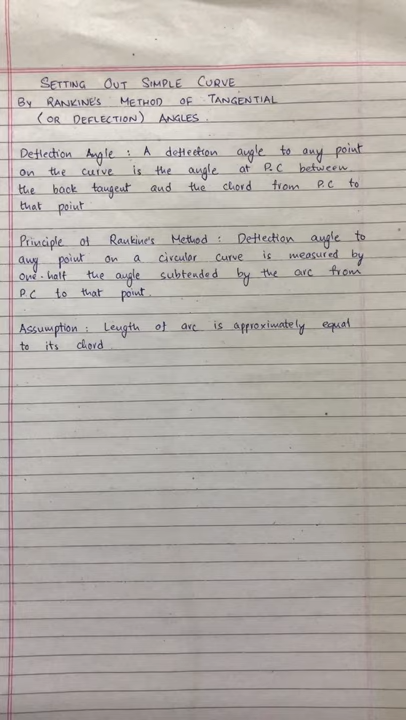 SETTING OUT SIMPLE CURVE
By RANKINE'S METHOD OF TANGENTIAL
(OR DEFLECTION) ANGLES
Deflection Angle : A deflection angle to any point
on the curve is the angle at P.C between
the back tangent and the chord from P.C to
that point
Principle of Rankine's Method : Deflection angle to
any point on a circular curve is measured by
one-half the angle subtended by the arc from
P.C to that point.
Assumption : Length of arc is approximately equal
to its chord